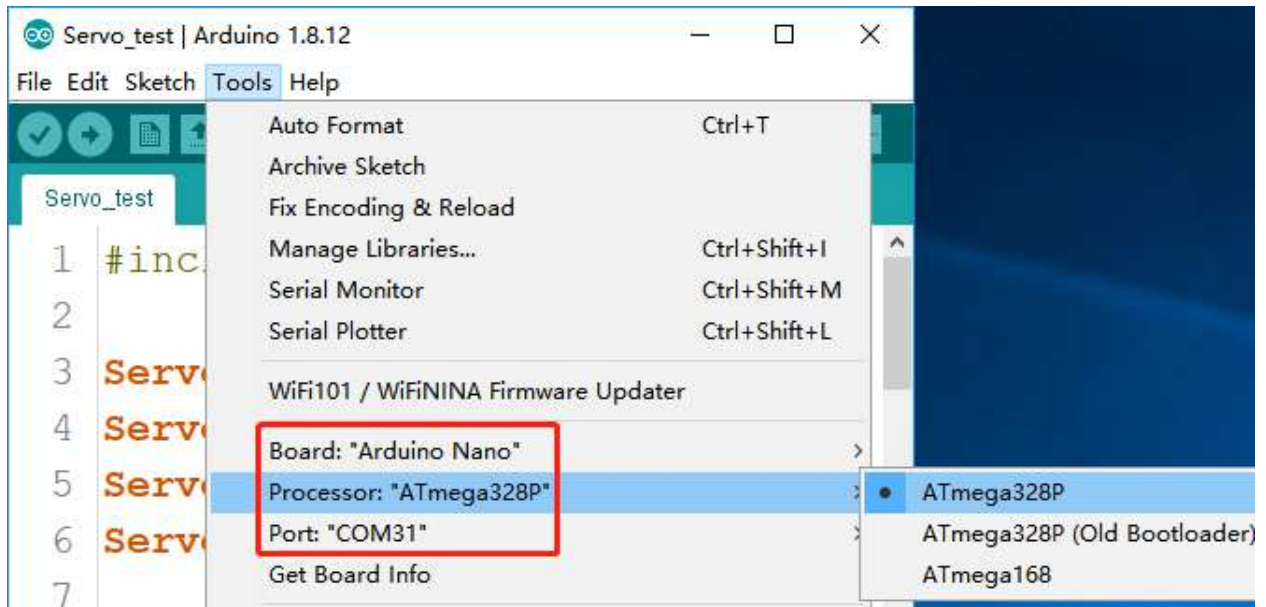 Servo_test | Arduino 1.8.12
File Edit Sketch Tools Help
Auto Format Ctrl+T
Archive Sketch
Servo_test
Fix Encoding & Reload
1 #inc
Manage Libraries... Ctrl+Shift+I
2
Serial Monitor Ctrl+Shift+M
Serial Plotter Ctrl+Shift+L
3 Serv
WiFi101 / WiFiNINA Firmware Updater
4 Serv
Board: "Arduino Nano"
5 Serv
Processor: "ATmega328P"
ATmega328P
6 Serv
Port: "COM31"
ATmega328P (Old Bootloader)
7
Get Board Info
ATmega168